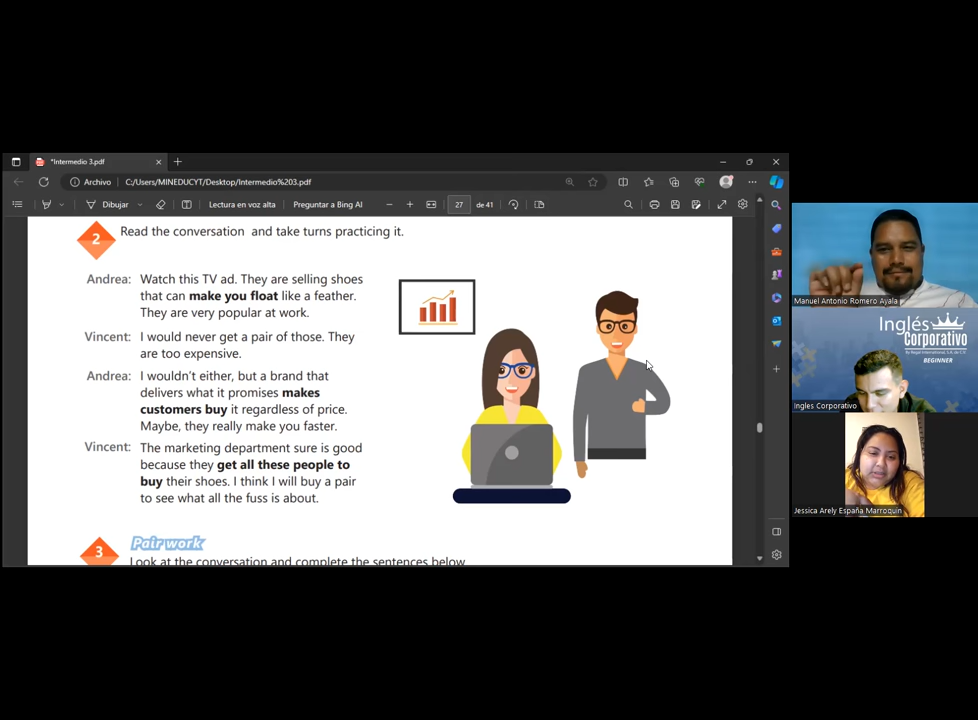 *Intermedio 3.pdf
Archivo C:/Users/MINEDUCYT/Desktop/Intermedio%203.pdf
Dibujar Lectura en voz alta Preguntar a Bing AI 27 de 41
2 Read the conversation and take turns practicing it.
Andrea: Watch this TV ad. They are selling shoes
that can make you float like a feather.
They are very popular at work.
Vincent: I would never get a pair of those. They
are too expensive.
Andrea: I wouldn't either, but a brand that
delivers what it promises makes
customers buy it regardless of price.
Maybe, they really make you faster.
Vincent: The marketing department sure is good
because they get all these people to
buy their shoes. I think I will buy a pair
to see what all the fuss is about.
3 Pair work
Look at the conversation and complete the sentences below
Manuel Antonio Romero Ayala
Inglés
Corporativo
By Regal International, S.A. de C.V.
BEGINNER
Ingles Corporativo
Jessica Arely España Marroquin